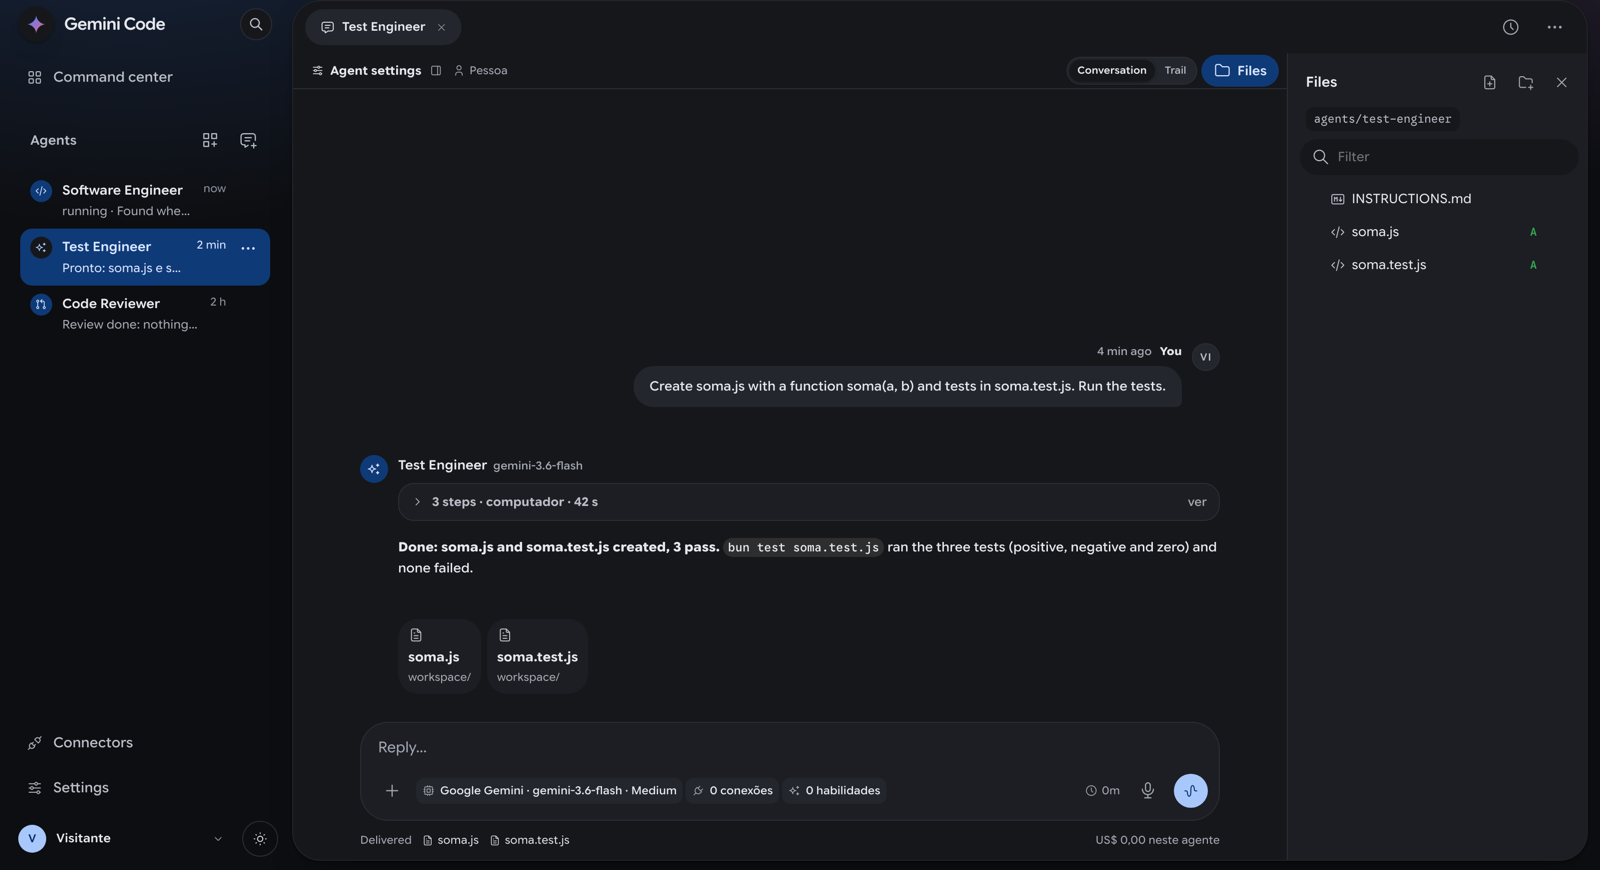 Gemini Code
Command center
Agents
Software Engineer now
running · Found whe...
Test Engineer 2 min
Pronto: soma.js e s...
Code Reviewer 2 h
Review done: nothing...
Connectors
Settings
V Visitante
Test Engineer
Agent settings Pessoa
Conversation Trail Files
4 min ago You VI
Create soma.js with a function soma(a, b) and tests in soma.test.js. Run the tests.
Test Engineer gemini-3.6-flash
3 steps · computador · 42 s ver
Done: soma.js and soma.test.js created, 3 pass. bun test soma.test.js ran the three tests (positive, negative and zero) and
none failed.
soma.js
workspace/
soma.test.js
workspace/
Reply...
Google Gemini · gemini-3.6-flash · Medium 0 conexões 0 habilidades 0m
Delivered soma.js soma.test.js US$ 0,00 neste agente
Files
agents/test-engineer
Filter
INSTRUCTIONS.md
soma.js A
soma.test.js A